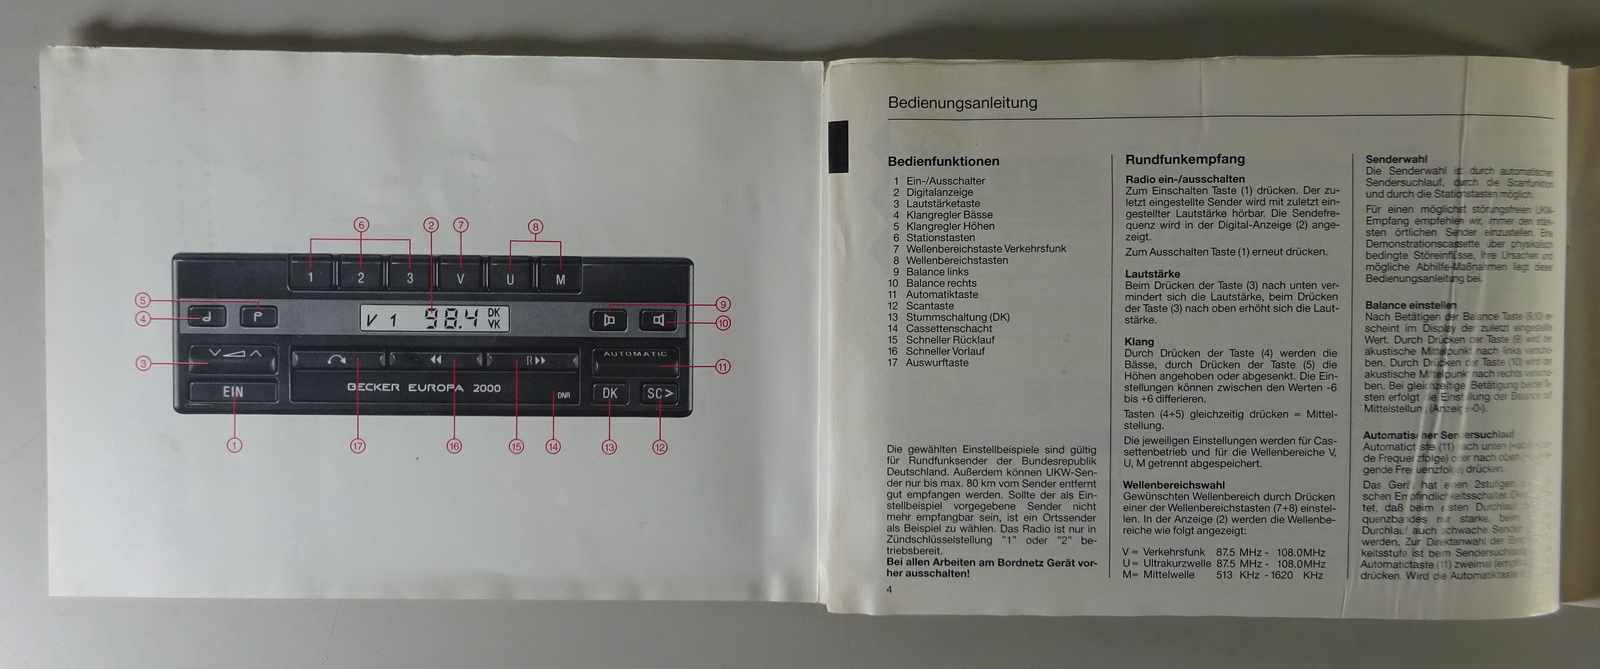 6 2 7 8
1 2 3 V U M
5 9
4 V 1 98.4 DK VK 10
3 R AUTOMATIC 11
BECKER EUROPA 2000
EIN DNR DK SC>
1 17 16 15 14 13 12
Bedienungsanleitung
Bedienfunktionen
1 Ein-/Ausschalter
2 Digitalanzeige
3 Lautstärketaste
4 Klangregler Bässe
5 Klangregler Höhen
6 Stationstasten
7 Wellenbereichstaste Verkehrsfunk
8 Wellenbereichstasten
9 Balance links
10 Balance rechts
11 Automatiktaste
12 Scantaste
13 Stummschaltung (DK)
14 Cassettenschacht
15 Schneller Rücklauf
16 Schneller Vorlauf
17 Auswurftaste
Die gewählten Einstellbeispiele sind gültig
für Rundfunksender der Bundesrepublik
Deutschland. Außerdem können UKW-Sen-
der nur bis max. 80 km vom Sender entfernt
gut empfangen werden. Sollte der als Ein-
stellbeispiel vorgegebene Sender nicht
mehr empfangbar sein, ist ein Ortssender
als Beispiel zu wählen. Das Radio ist nur in
Zündschlüsselstellung "1" oder "2" be-
triebsbereit.
Bei allen Arbeiten am Bordnetz Gerät vor-
her ausschalten!
4
Rundfunkempfang
Radio ein-/ausschalten
Zum Einschalten Taste (1) drücken. Der zu-
letzt eingestellte Sender wird mit zuletzt ein-
gestellter Lautstärke hörbar. Die Sendefre-
quenz wird in der Digital-Anzeige (2) ange-
zeigt.
Zum Ausschalten Taste (1) erneut drücken.
Lautstärke
Beim Drücken der Taste (3) nach unten ver-
mindert sich die Lautstärke, beim Drücken
der Taste (3) nach oben erhöht sich die Laut-
stärke.
Klang
Durch Drücken der Taste (4) werden die
Bässe, durch Drücken der Taste (5) die
Höhen angehoben oder abgesenkt. Die Ein-
stellungen können zwischen den Werten -6
bis +6 differieren.
Tasten (4+5) gleichzeitig drücken = Mittel-
stellung.
Die jeweiligen Einstellungen werden für Cas-
settenbetrieb und für die Wellenbereiche V,
U, M getrennt abgespeichert.
Wellenbereichswahl
Gewünschten Wellenbereich durch Drücken
einer der Wellenbereichstasten (7+8) einstel-
len. In der Anzeige (2) werden die Wellenbe-
reiche wie folgt angezeigt:
V = Verkehrsfunk 87.5 MHz - 108.0MHz
U = Ultrakurzwelle 87.5 MHz - 108.0MHz
M= Mittelwelle 513 KHz -1620 KHz
Senderwahl
Die Senderwahl ist durch automatischen
Sendersuchlauf, durch die Scanfunktion
und durch die Stationstasten möglich.
Für einen möglichst störungsfreien UKW-
Empfang empfehlen wir, immer den stärk-
sten örtlichen Sender einzustellen. Eine
Demonstrationscassette über physikalisch
bedingte Störeinflüsse, ihre Ursachen und
mögliche Abhilfe-Maßnahmen liegt dieser
Bedienungsanleitung bei.
Balance einstellen
Nach Betätigen der Balance Taste (9,10) er-
scheint im Display der zuletzt eingestellte
Wert. Durch Drücken der Taste (9) wird der
akustische Mittelpunkt nach links verscho-
ben. Durch Drücken der Taste (10) wird der
akustische Mittelpunkt nach rechts verscho-
ben. Bei gleichzeitiger Betätigung beider Ta-
sten erfolgt die Einstellung der Balance auf
Mittelstellung (Anzeige -0-).
Automatischer Sendersuchlauf
Automatictaste (11) nach unten
de Frequenzfolge) oder nach oben
gende Frequenzfolge) drücken.
Das Gerät hat einen 2stufigen
schen Empfindlichkeitsschalter.
tet, daß beim ersten Durchlauf
quenzbandes nur starke, beim
Durchlauf auch schwache Sender
werden. Zur Direktanwahl der
keitsstufe ist beim Sendersuchlauf
Automatictaste (11) zweimal
drücken. Wird die Automatiktaste